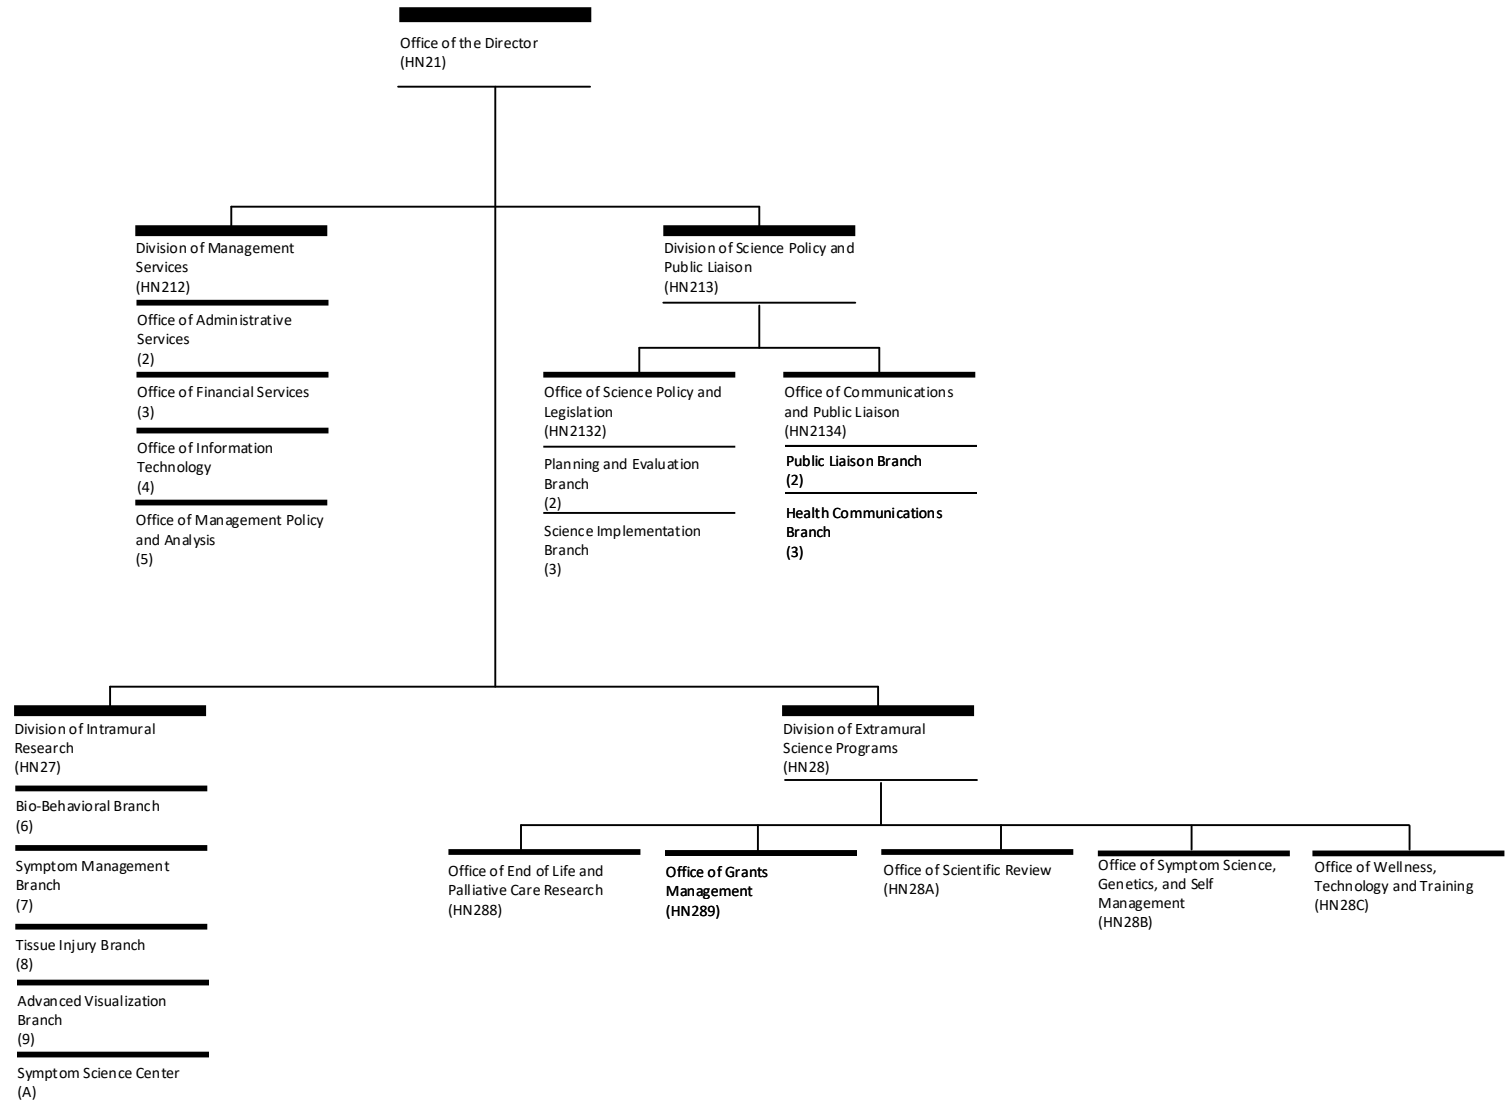 Office of the Director
(HN21)
Division of Management
Services
(HN212)
Office of Administrative
Services
(2)
Office of Financial Services
(3)
Office of Information
Technology
(4)
Office of Management Policy
and Analysis
(5)
Division of Science Policy and
Public Liaison
(HN213)
Office of Science Policy and
Legislation
(HN2132)
Planning and Evaluation
Branch
(2)
Science Implementation
Branch
(3)
Office of Communications
and Public Liaison
(HN2134)
Public Liaison Branch
(2)
Health Communications
Branch
(3)
Division of Intramural
Research
(HN27)
Bio-Behavioral Branch
(6)
Symptom Management
Branch
(7)
Tissue Injury Branch
(8)
Advanced Visualization
Branch
(9)
Symptom Science Center
(A)
Division of Extramural
Science Programs
(HN28)
Office of End of Life and
Palliative Care Research
(HN288)
Office of Grants
Management
(HN289)
Office of Scientific Review
(HN28A)
Office of Symptom Science,
Genetics, and Self
Management
(HN28B)
Office of Wellness,
Technology and Training
(HN28C)